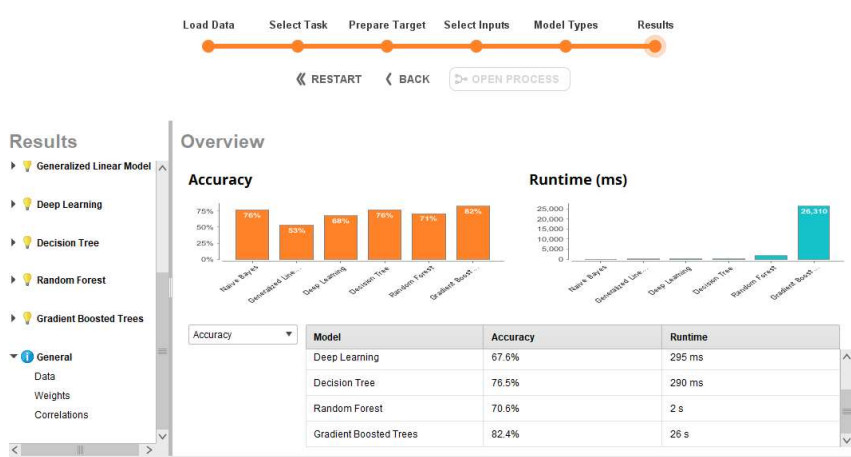 Load Data Select Task Prepare Target Select Inputs Model Types Results
RESTART BACK OPEN PROCESS
Results
Generalized Linear Model
Deep Learning
Decision Tree
Random Forest
Gradient Boosted Trees
General
Data
Weights
Correlations
Overview
Accuracy
75%
50%
25%
0%
76%
53%
68%
76%
71%
82%
Naive Bayes
Generalized Line...
Deep Learning
Decision Tree
Random Forest
Gradient Boost ...
Runtime (ms)
25,000
20,000
15,000
10,000
5,000
0
26,310
Naive Bayes
Generalized Line...
Deep Learning
Decision Tree
Random Forest
Gradient Boost ...
Accuracy
Model Accuracy Runtime
Deep Learning 67.6% 295 ms
Decision Tree 76.5% 290 ms
Random Forest 70.6% 2 s
Gradient Boosted Trees 82.4% 26 s